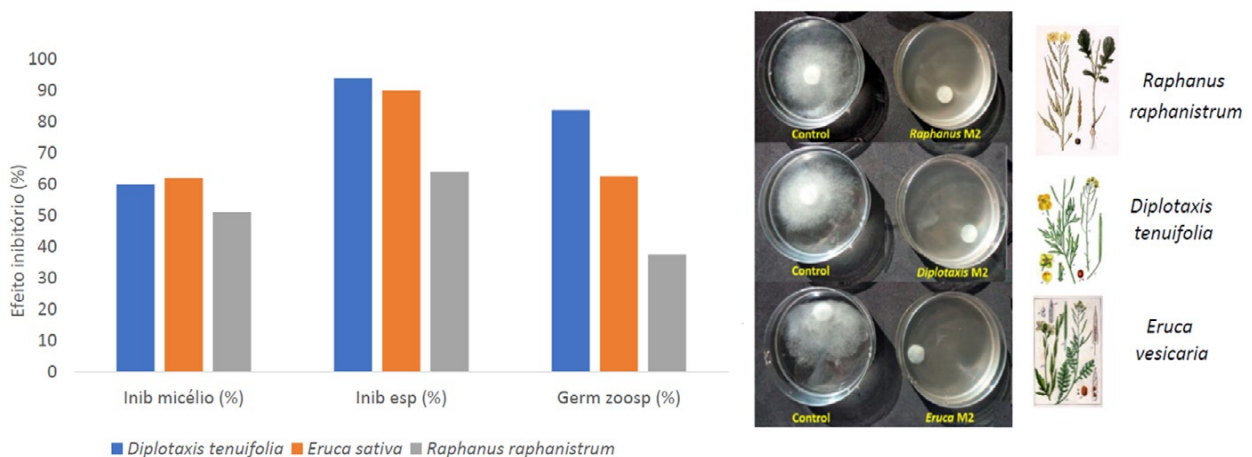 100
90
80
70
60
50
40
30
20
10
0
Efeito inibitório (%)
Inib micélio (%)
Inib esp (%)
Germ zoosp (%)
Diplotaxis tenuifolia
Eruca sativa
Raphanus raphanistrum
Control
Raphanus M2
Control
Diplotaxis M2
Control
Eruca M2
Raphanus
raphanistrum
Diplotaxis
tenuifolia
Eruca
vesicaria